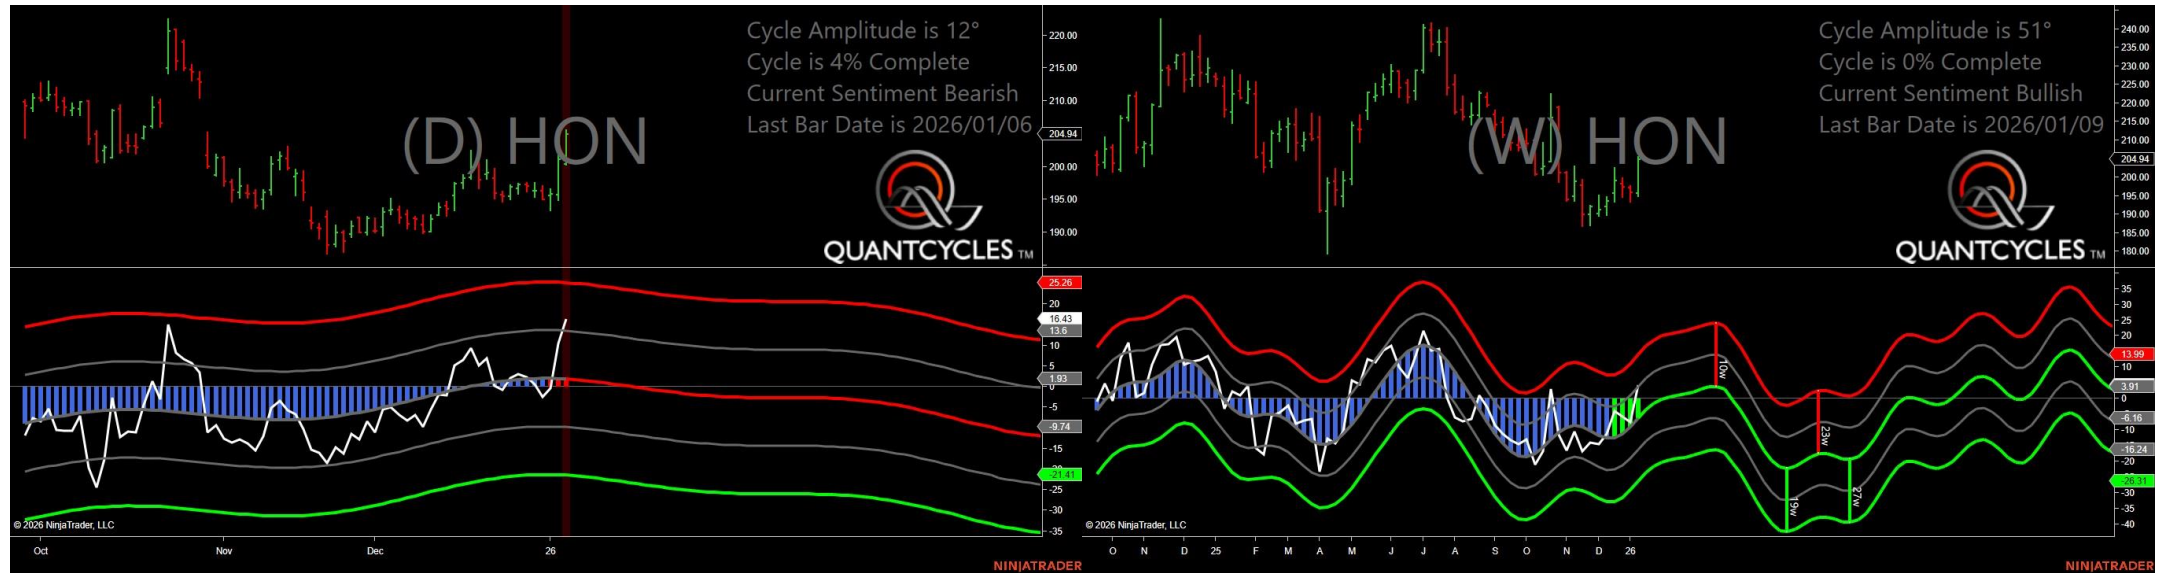 Cycle Amplitude is 12°
Cycle is 4% Complete
Current Sentiment Bearish
Last Bar Date is 2026/01/06
(D) HON
QUANTCYCLES TM
220.00
215.00
210.00
204.94
200.00
195.00
190.00
25.26
20
16.43
13.6
10
5
1.93
0
-5
-9.74
-15
-21.41
-25
-30
-35
© 2026 NinjaTrader, LLC
Oct
Nov
Dec
26
NINJATRADER
Cycle Amplitude is 51°
Cycle is 0% Complete
Current Sentiment Bullish
Last Bar Date is 2026/01/09
(W) HON
QUANTCYCLES TM
240.00
235.00
230.00
225.00
220.00
215.00
210.00
204.94
200.00
195.00
190.00
185.00
180.00
35
30
25
20
13.99
10
3.91
0
-6.16
-10
-16.24
-20
-26.31
-30
-35
-40
10w
23w
19w
27w
© 2026 NinjaTrader, LLC
O N D 25 F M A M J J A S O N D 26
NINJATRADER